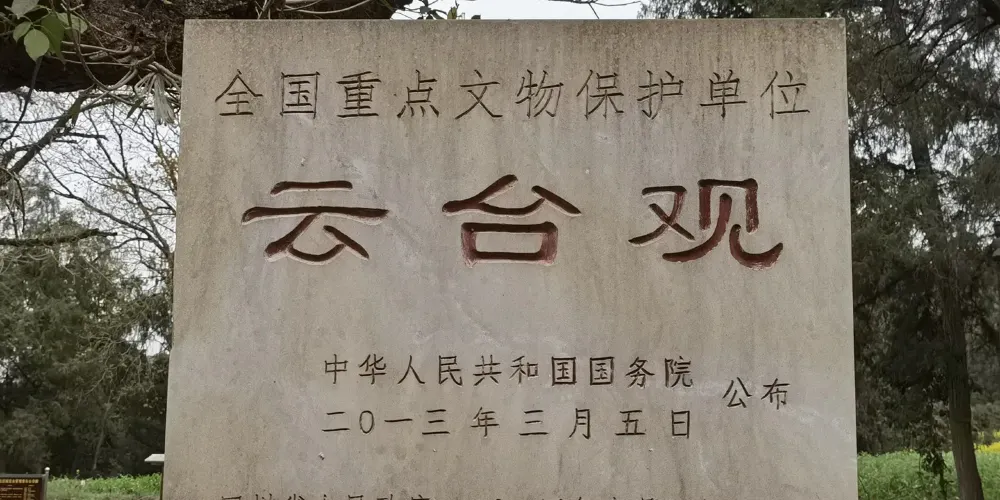 全国重点文物保护单位
云台观
中华人民共和国国务院 公布
二〇一三年三月五日